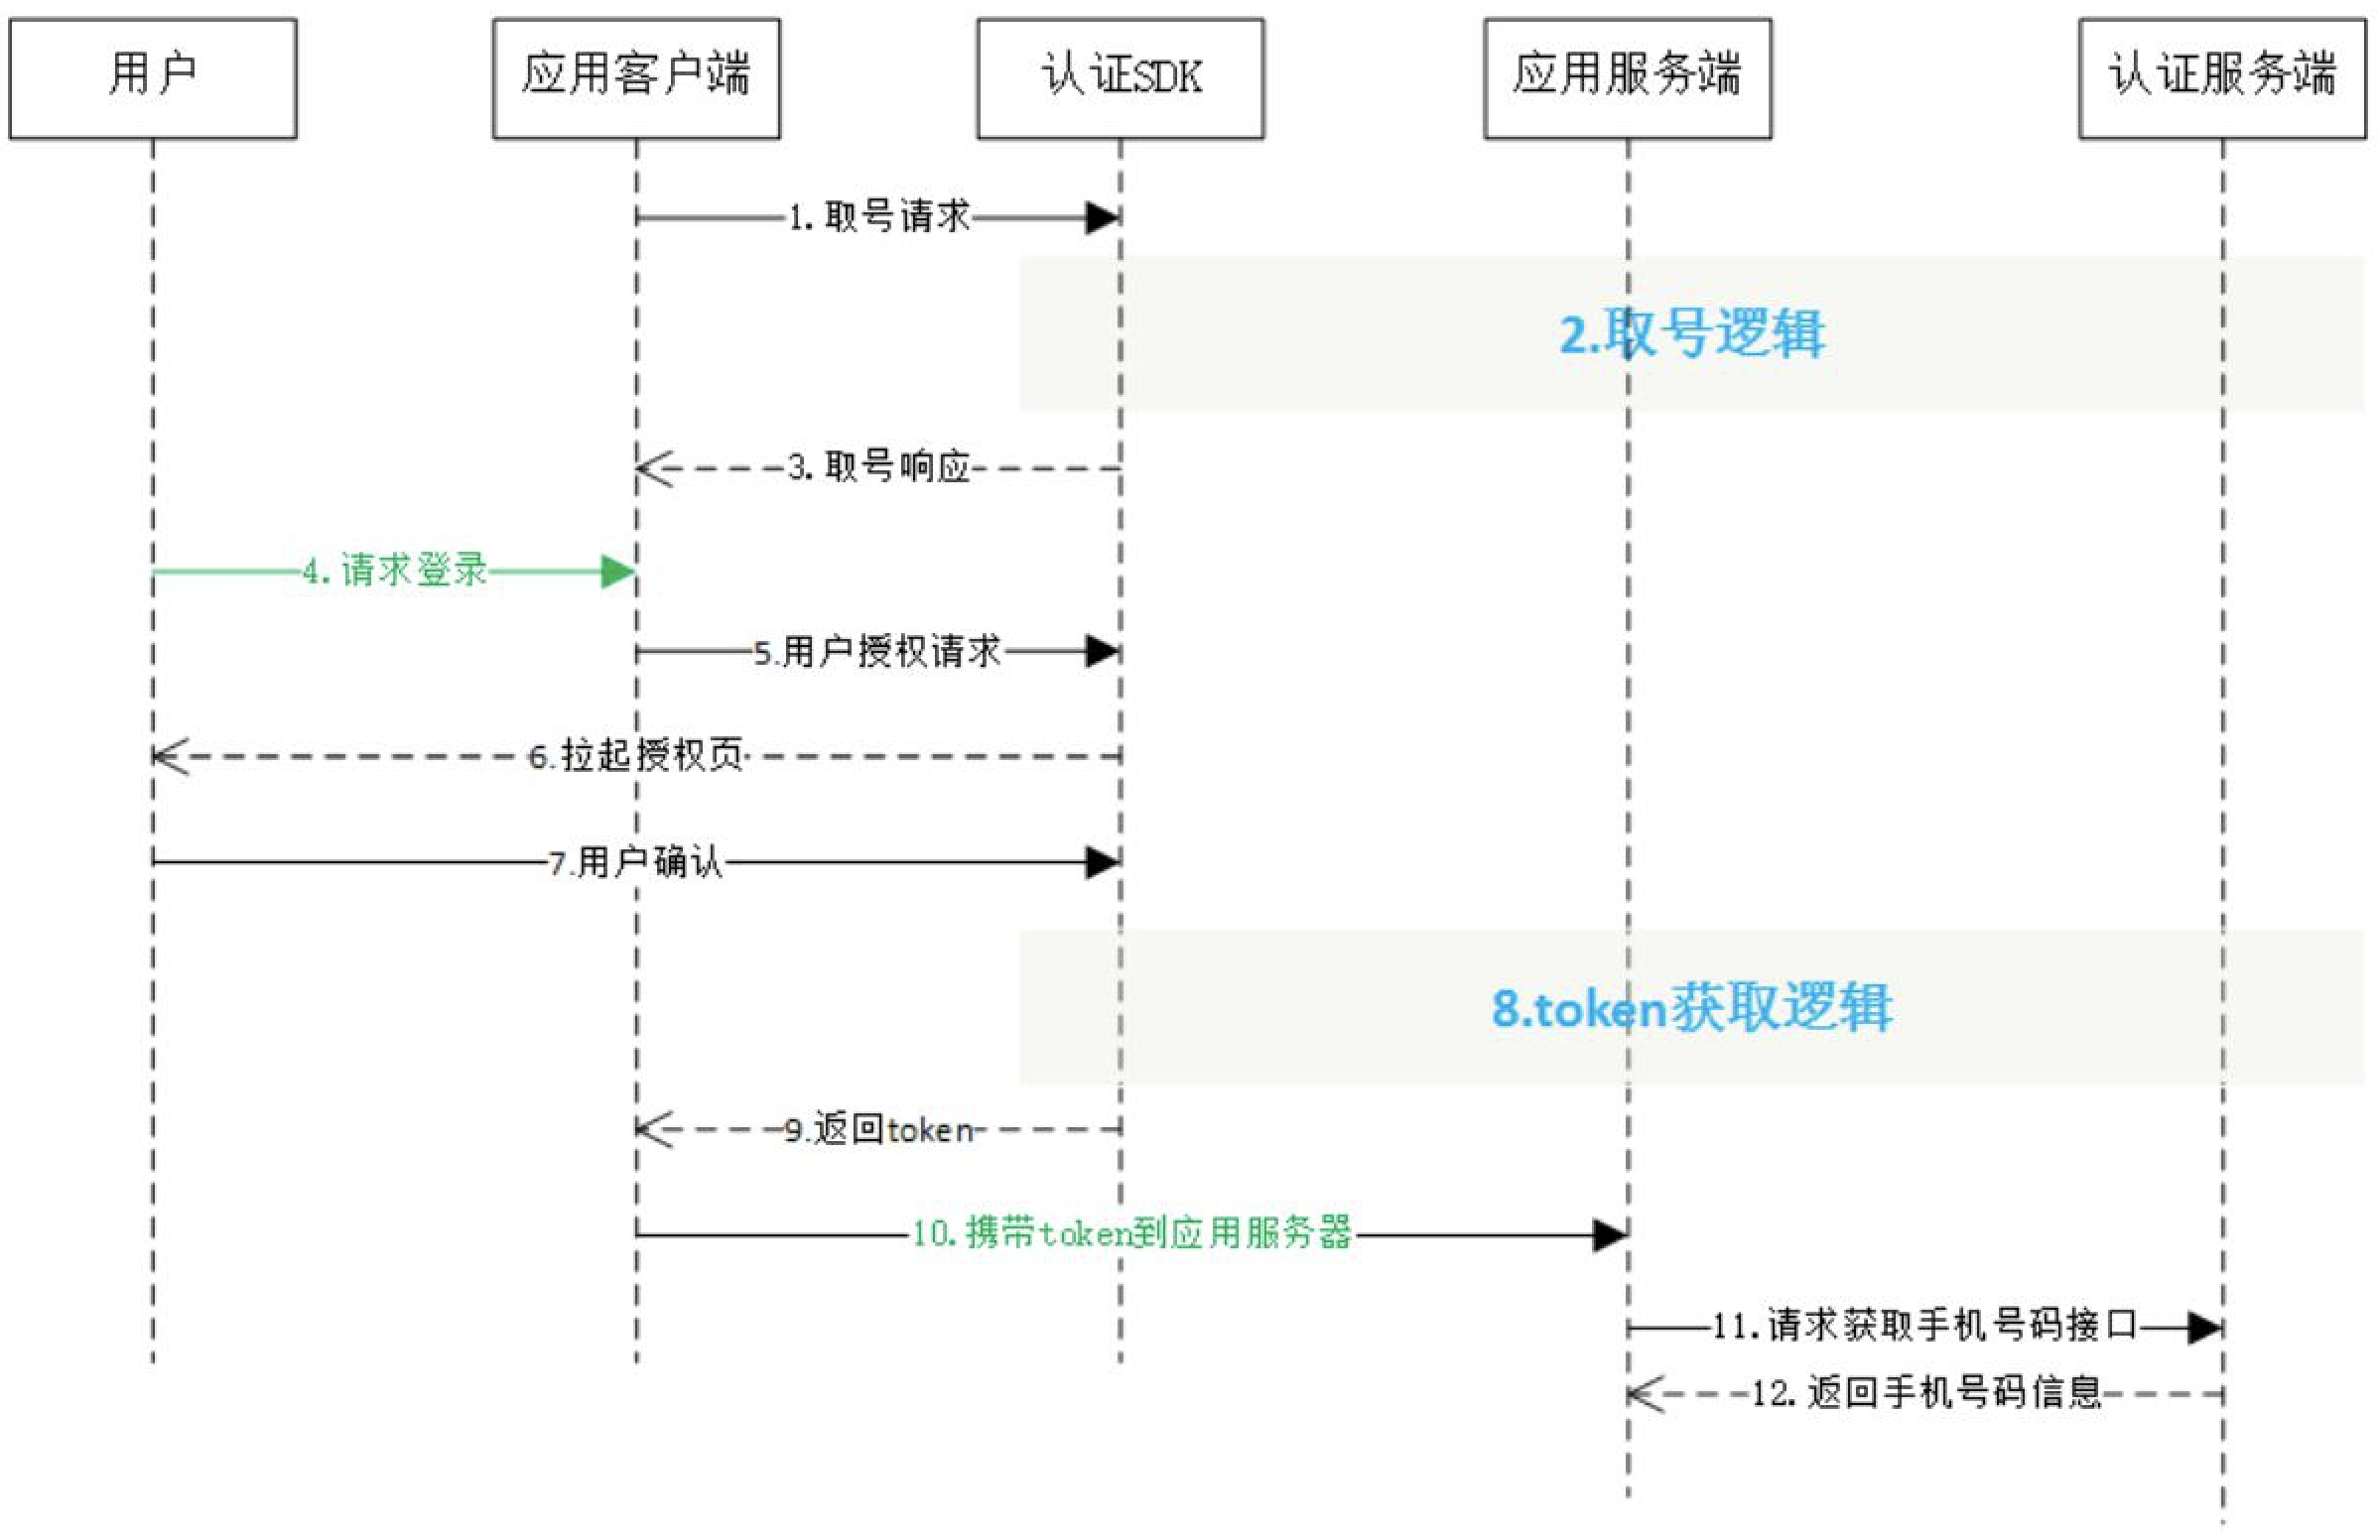 用户
应用客户端
认证SDK
应用服务端
认证服务端
1.取号请求
2.取号逻辑
3.取号响应
4.请求登录
5.用户授权请求
6.拉起授权页
7.用户确认
8.token获取逻辑
9.返回token
10.携带token到应用服务器
11.请求获取手机号码接口
12.返回手机号码信息